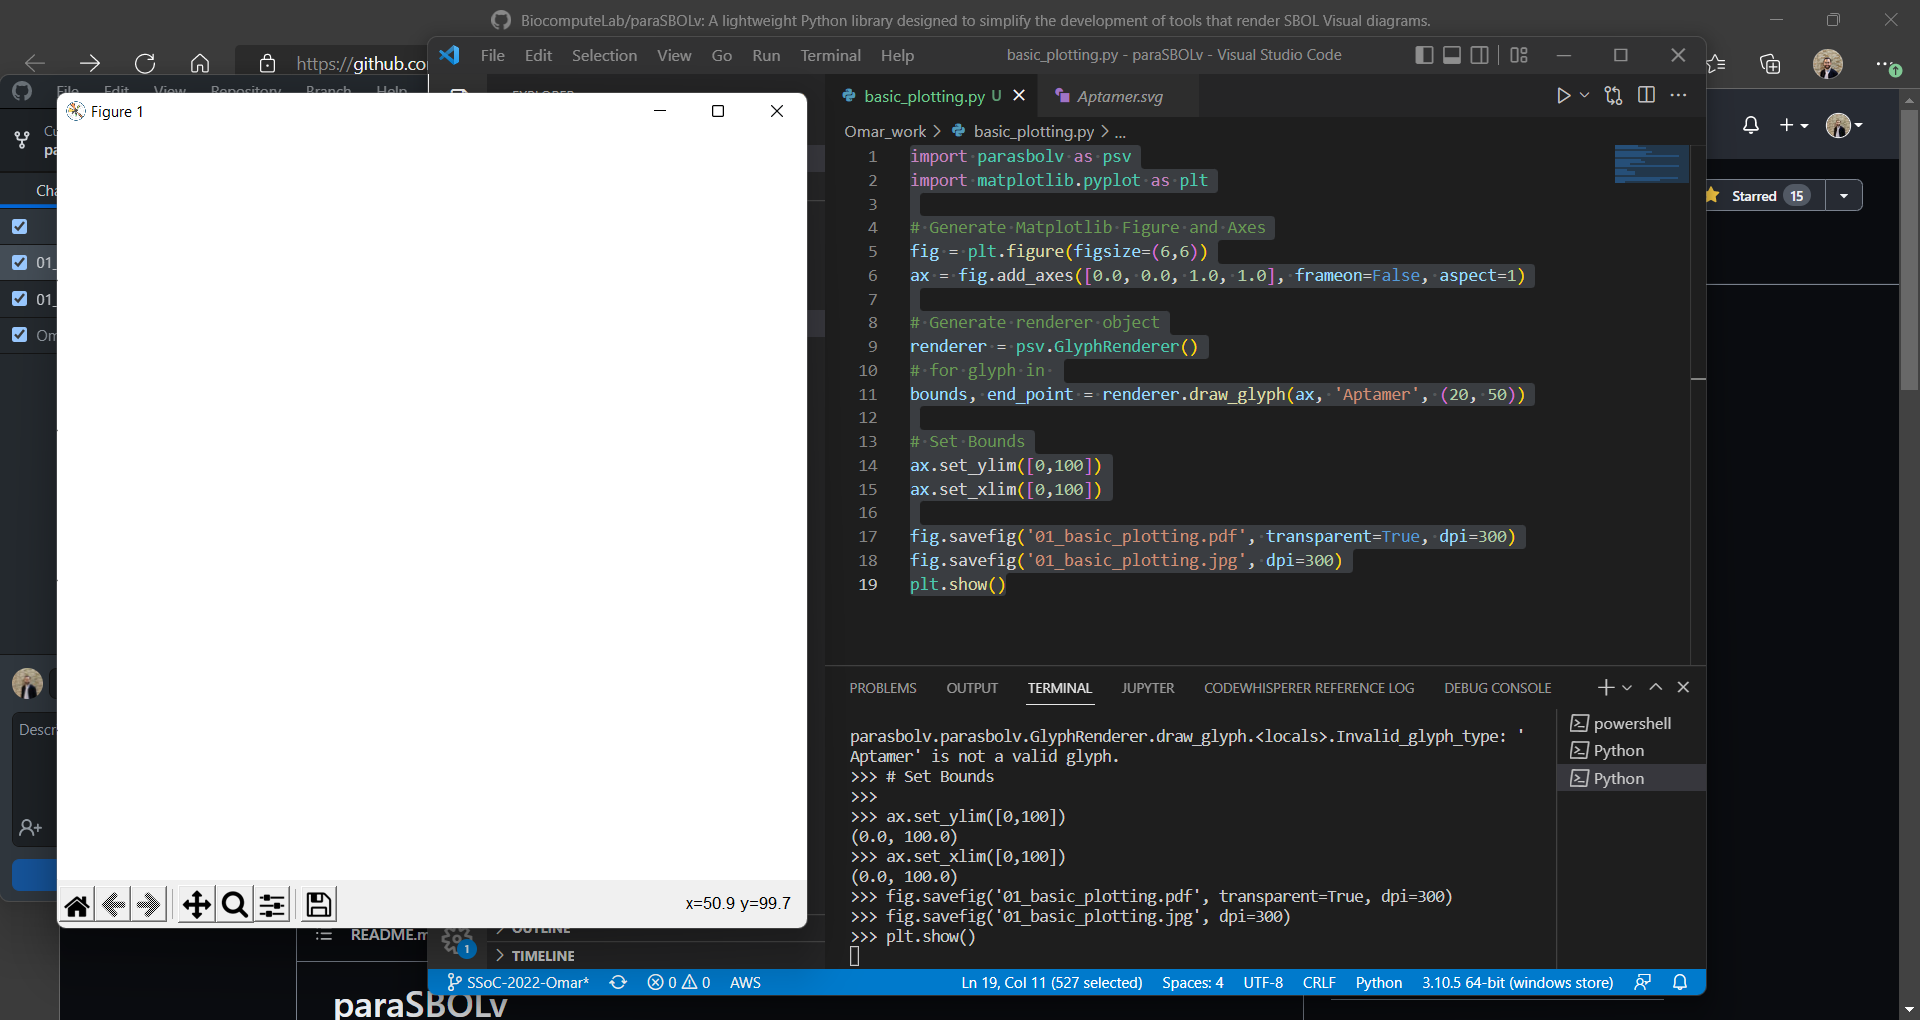 BiocomputeLab/paraSBOLv: A lightweight Python library designed to simplify the development of tools that render SBOL Visual diagrams.
https://github.co
File Edit Selection View Go Run Terminal Help
basic_plotting.py - paraSBOLv - Visual Studio Code
File Edit View Repository Branch Help
EXPLORER
Figure 1
basic_plotting.py U
Aptamer.svg
Omar_work > basic_plotting.py > ...
Cu
pa
Cha
01_
01_
Om
Descr
Starred 15
1 import parasbolv as psv
2 import matplotlib.pyplot as plt
3
4 # Generate Matplotlib Figure and Axes
5 fig = plt.figure(figsize=(6,6))
6 ax = fig.add_axes([0.0, 0.0, 1.0, 1.0], frameon=False, aspect=1)
7
8 # Generate renderer object
9 renderer = psv.GlyphRenderer()
10 # for glyph in
11 bounds, end_point = renderer.draw_glyph(ax, 'Aptamer', (20, 50))
12
13 # Set Bounds
14 ax.set_ylim([0,100])
15 ax.set_xlim([0,100])
16
17 fig.savefig('01_basic_plotting.pdf', transparent=True, dpi=300)
18 fig.savefig('01_basic_plotting.jpg', dpi=300)
19 plt.show()
PROBLEMS OUTPUT TERMINAL JUPYTER CODEWHISPERER REFERENCE LOG DEBUG CONSOLE
parasbolv.parasbolv.GlyphRenderer.draw_glyph.<locals>.Invalid_glyph_type: '
Aptamer' is not a valid glyph.
>>> # Set Bounds
>>>
>>> ax.set_ylim([0,100])
(0.0, 100.0)
>>> ax.set_xlim([0,100])
(0.0, 100.0)
>>> fig.savefig('01_basic_plotting.pdf', transparent=True, dpi=300)
>>> fig.savefig('01_basic_plotting.jpg', dpi=300)
>>> plt.show()
powershell
Python
Python
x=50.9 y=99.7
OUTLINE
TIMELINE
README.m
1
SSoC-2022-Omar* 0 0 AWS
Ln 19, Col 11 (527 selected) Spaces: 4 UTF-8 CRLF Python 3.10.5 64-bit (windows store)
paraSBOLv